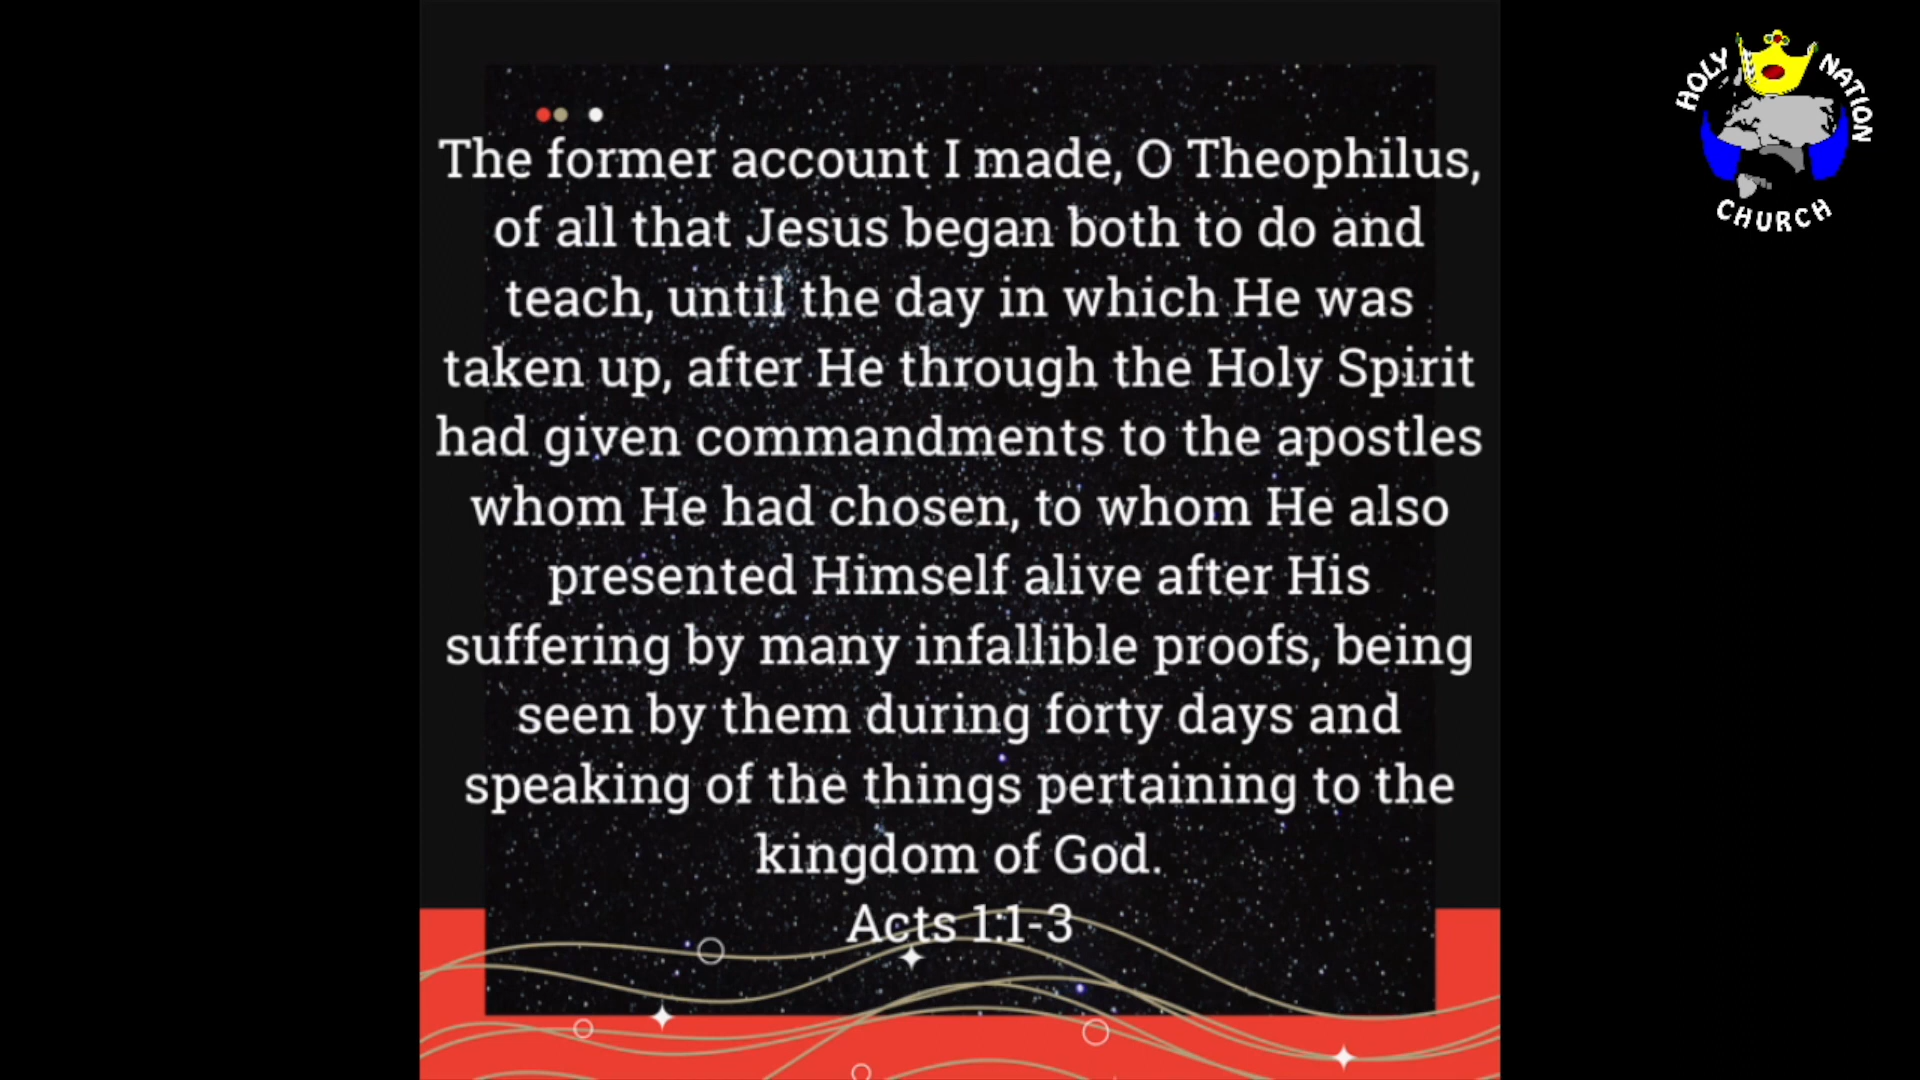 The former account I made, O Theophilus,
of all that Jesus began both to do and
teach, until the day in which He was
taken up, after He through the Holy Spirit
had given commandments to the apostles
whom He had chosen, to whom He also
presented Himself alive after His
suffering by many infallible proofs, being
seen by them during forty days and
speaking of the things pertaining to the
kingdom of God.
Acts 1:1-3
HOLY NATION
CHURCH